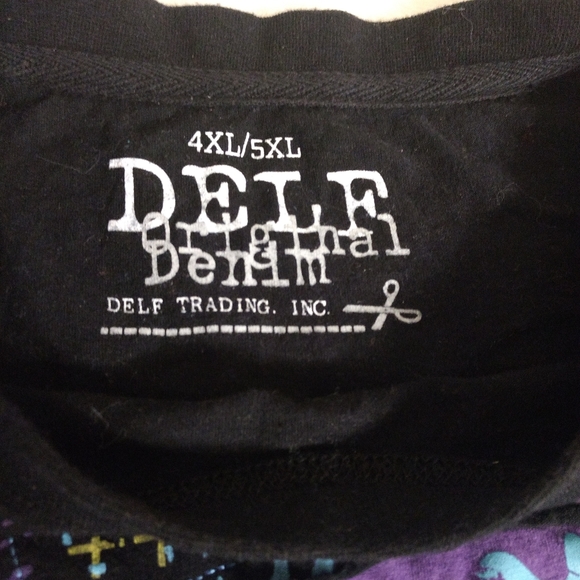 4XL/5XL
DELF
Original
Denim
DELF TRADING. INC.